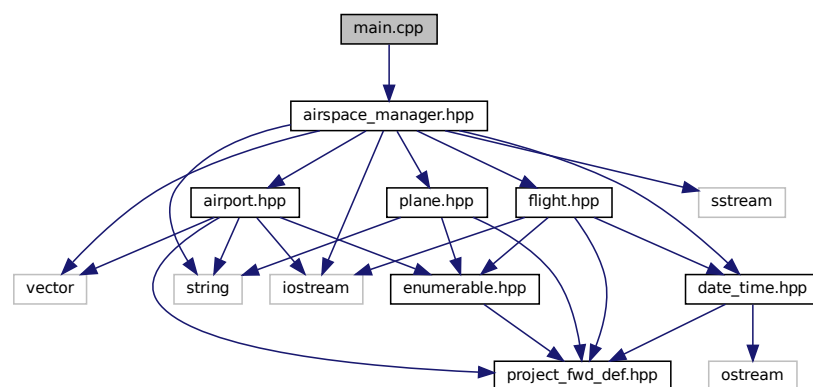 main.cpp
airspace_manager.hpp
airport.hpp
plane.hpp
flight.hpp
sstream
vector
string
iostream
enumerable.hpp
date_time.hpp
project_fwd_def.hpp
ostream